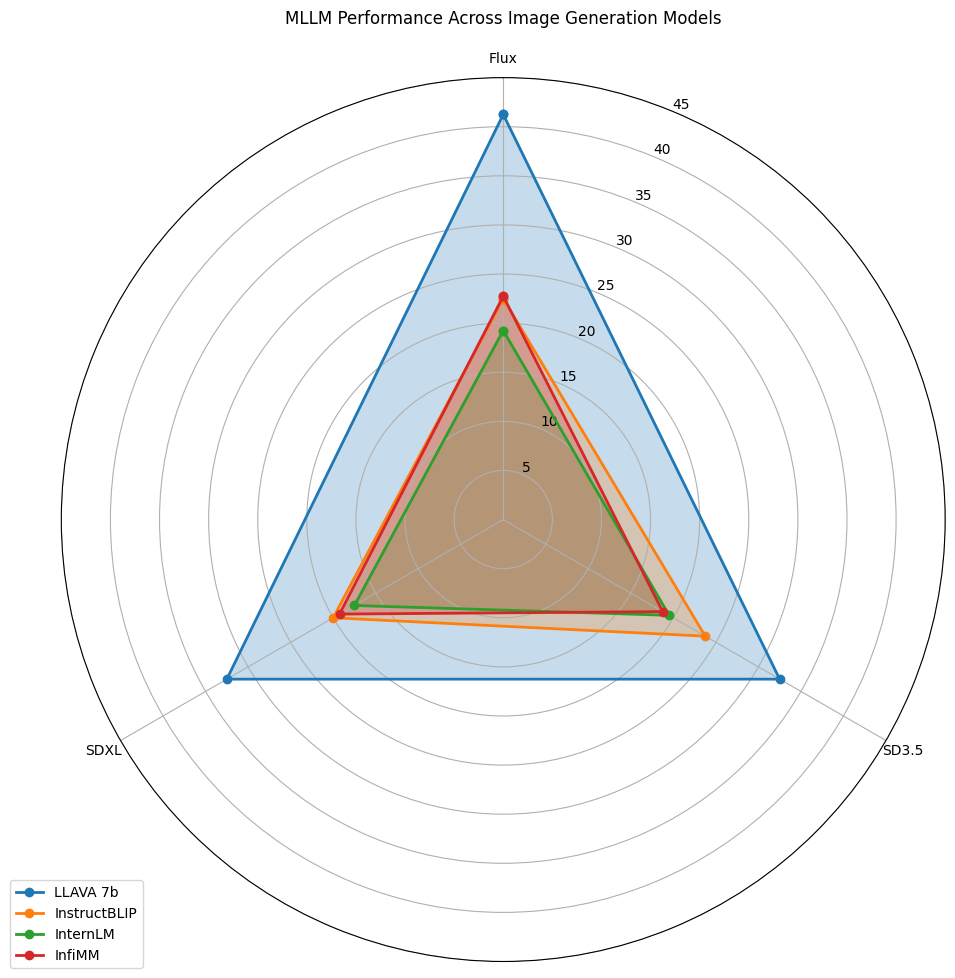 MLLM Performance Across Image Generation Models
Flux
45
40
35
30
25
20
15
10
5
SDXL
SD3.5
LLAVA 7b
InstructBLIP
InternLM
InfiMM